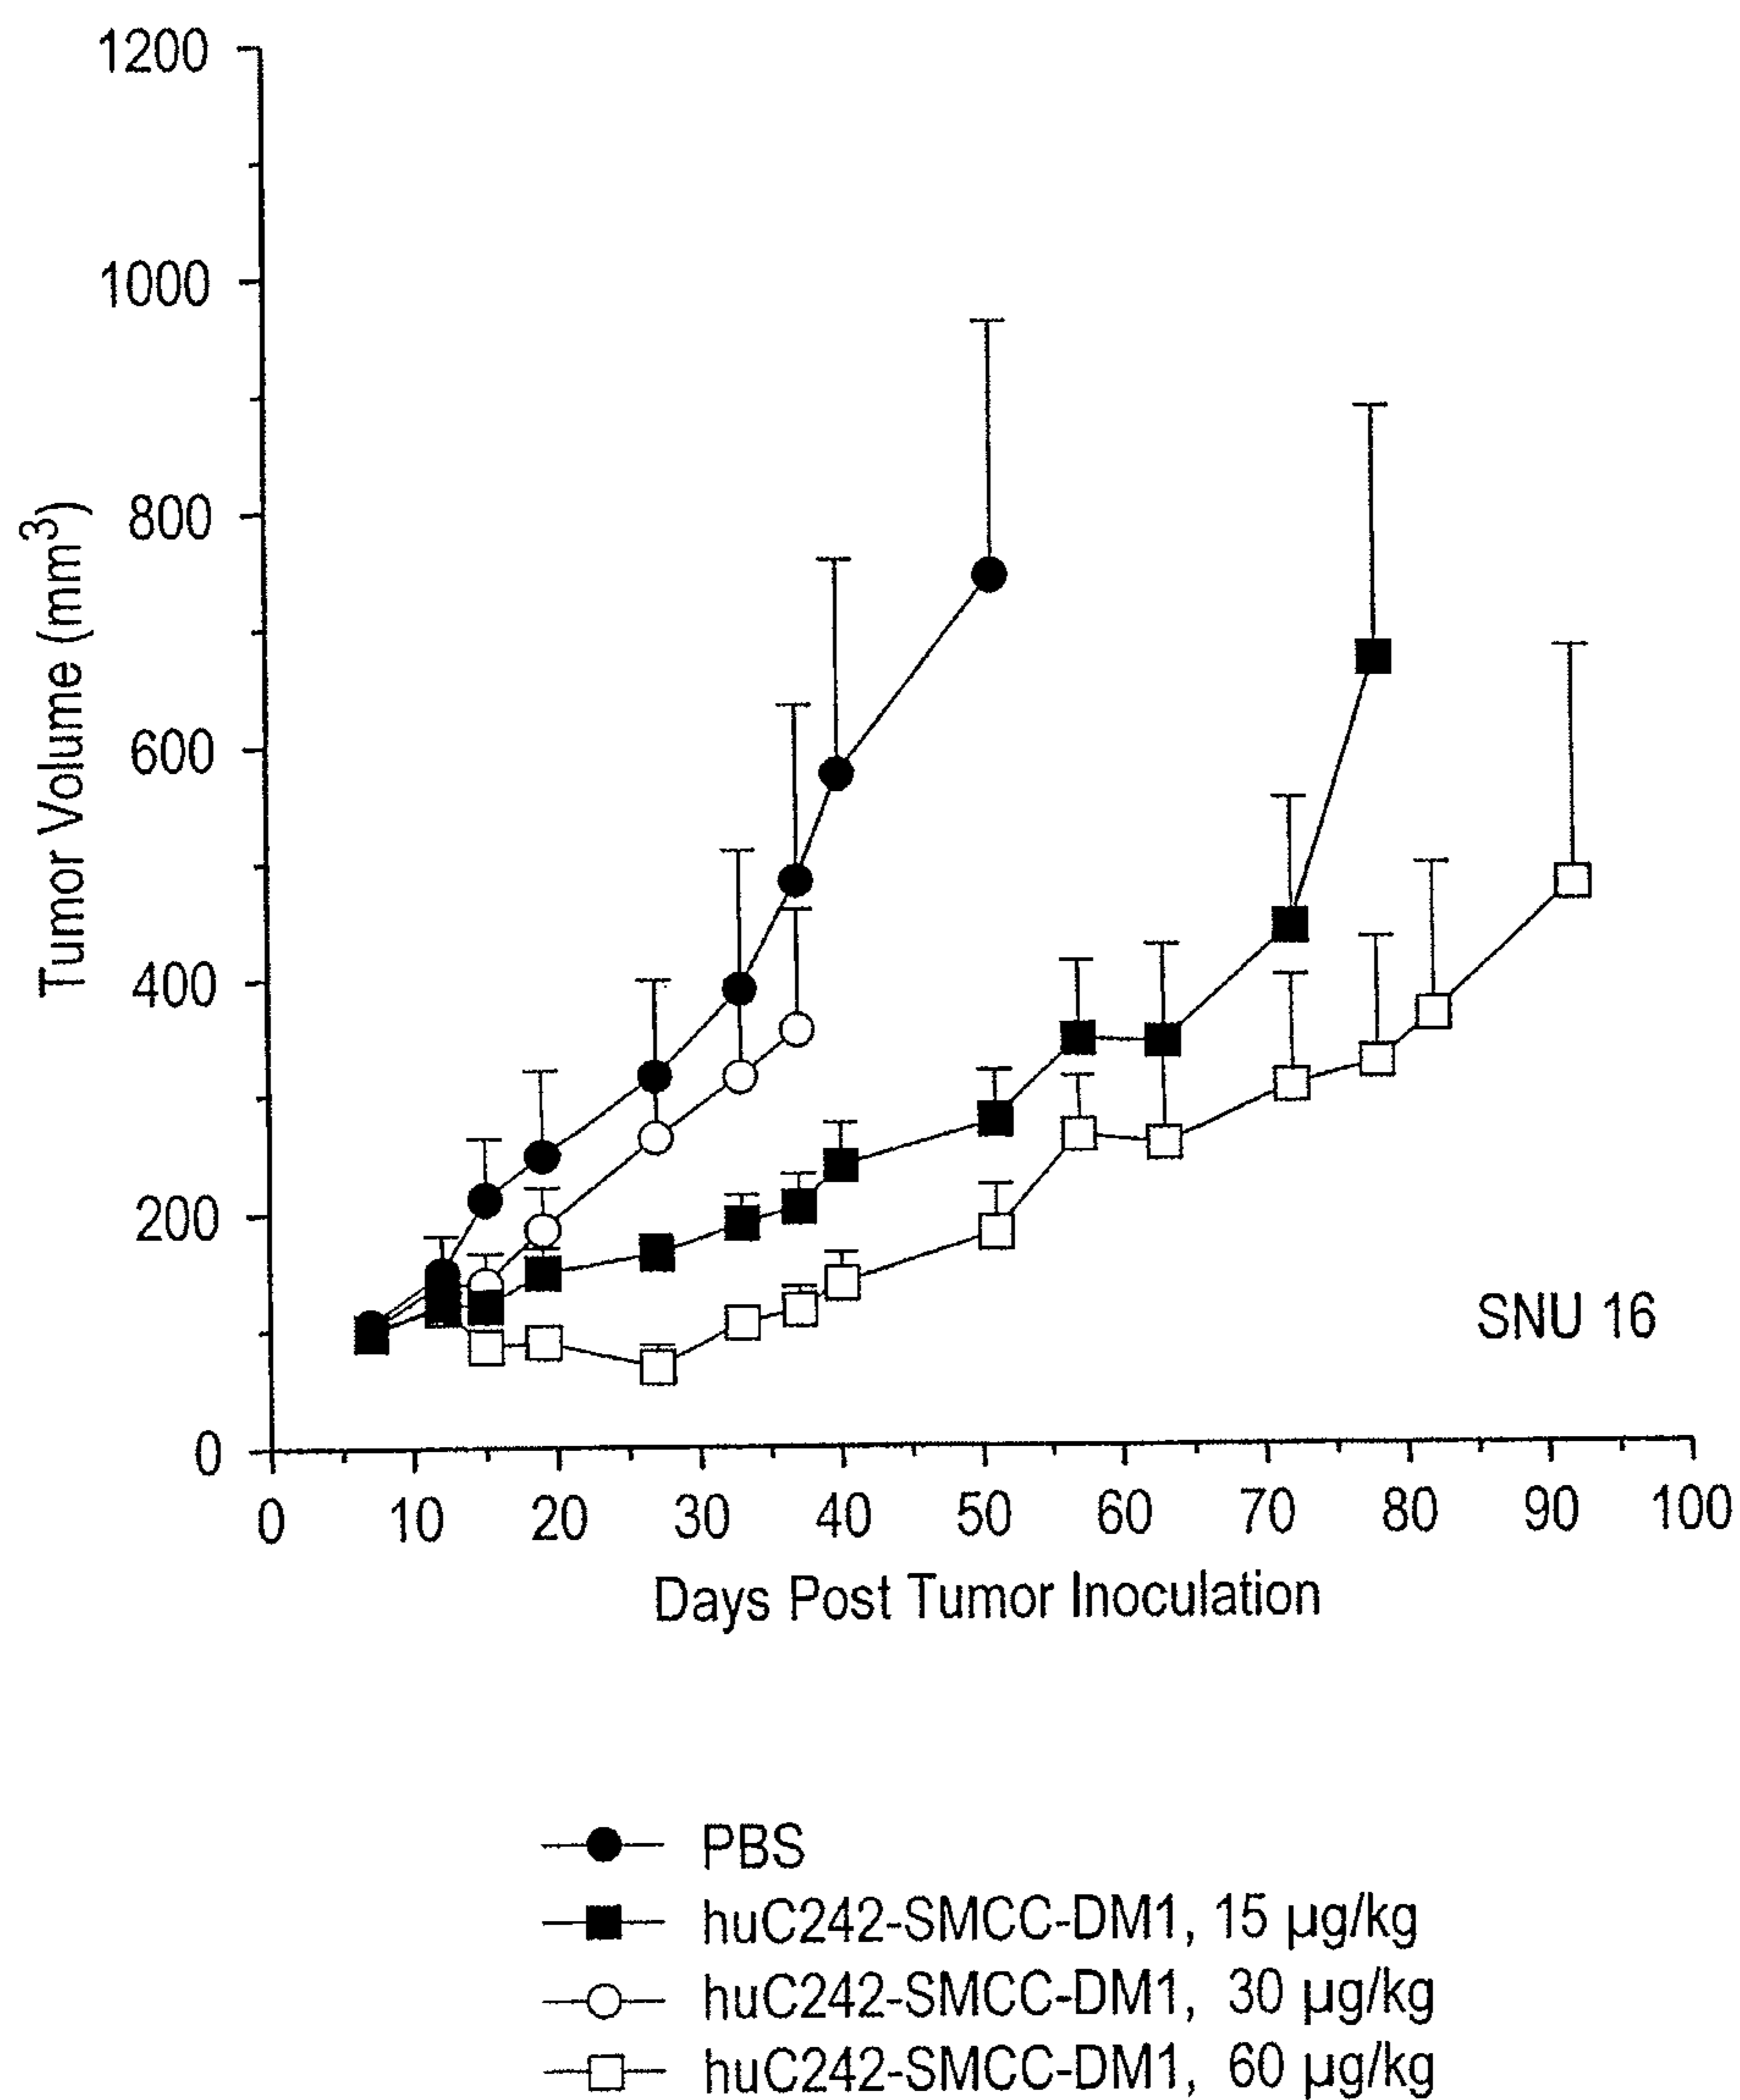 1200
1000
800
600
400
200
0
Tumor Volume (mm³)
0 10 20 30 40 50 60 70 80 90 100
Days Post Tumor Inoculation
SNU 16
PBS
huC242-SMCC-DM1, 15 µg/kg
huC242-SMCC-DM1, 30 µg/kg
huC242-SMCC-DM1, 60 µg/kg